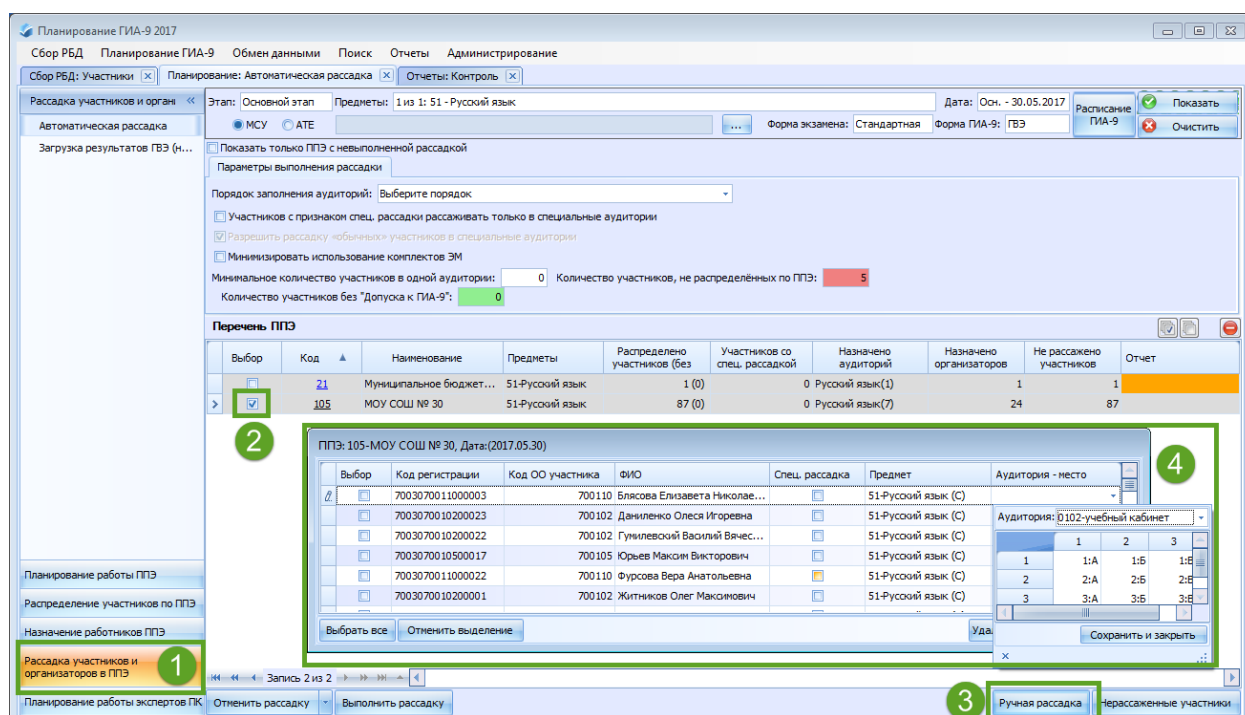 Планирование ГИА-9 2017
Сбор РБД Планирование ГИА-9 Обмен данными Поиск Отчеты Администрирование
Сбор РБД: Участники Планирование: Автоматическая рассадка Отчеты: Контроль
Рассадка участников и органи «
Автоматическая рассадка
Загрузка результатов ГВЭ (н...
Этап: Основной этап Предметы: 1 из 1: 51 - Русский язык Дата: Осн. - 30.05.2017 Расписание ГИА-9 Показать
МСУ АТЕ ... Форма экзамена: Стандартная Форма ГИА-9: ГВЭ Очистить
Показать только ППЭ с невыполненной рассадкой
Параметры выполнения рассадки
Порядок заполнения аудиторий: Выберите порядок
Участников с признаком спец. рассадки рассаживать только в специальные аудитории
Разрешить рассадку «обычных» участников в специальные аудитории
Минимизировать использование комплектов ЭМ
Минимальное количество участников в одной аудитории: 0 Количество участников, не распределённых по ППЭ: 5
Количество участников без "Допуска к ГИА-9": 0
Перечень ППЭ
Выбор Код Наименование Предметы Распределено участников (без Участников со спец. рассадкой Назначено аудиторий Назначено организаторов Не рассажено участников Отчет
21 Муниципальное бюджет... 51-Русский язык 1 (0) 0 Русский язык(1) 1 1
105 МОУ СОШ № 30 51-Русский язык 87 (0) 0 Русский язык(7) 24 87
2
ППЭ: 105-МОУ СОШ № 30, Дата:(2017.05.30)
4
Выбор Код регистрации Код ОО участника ФИО Спец. рассадка Предмет Аудитория - место
7003070011000003 700110 Блясова Елизавета Николае... 51-Русский язык (С)
7003070010200023 700102 Даниленко Олеся Игоревна 51-Русский язык (С)
7003070010200022 700102 Гумилевский Василий Вячес... 51-Русский язык (С)
7003070010500017 700105 Юрьев Максим Викторович 51-Русский язык (С)
7003070011000022 700110 Фурсова Вера Анатольевна 51-Русский язык (С)
7003070010200001 700102 Житников Олег Максимович 51-Русский язык (С)
Выбрать все Отменить выделение
Аудитория: 0102-учебный кабинет
1 2 3
1 1:А 1:Б 1:В
2 2:А 2:Б 2:В
3 3:А 3:Б 3:В
Сохранить и закрыть
x
Планирование работы ППЭ
Распределение участников по ППЭ
Назначение работников ППЭ
Рассадка участников и
организаторов в ППЭ
1
Планирование работы экспертов ПК
Запись 2 из 2
Отменить рассадку Выполнить рассадку 3 Ручная рассадка Нерассаженные участники